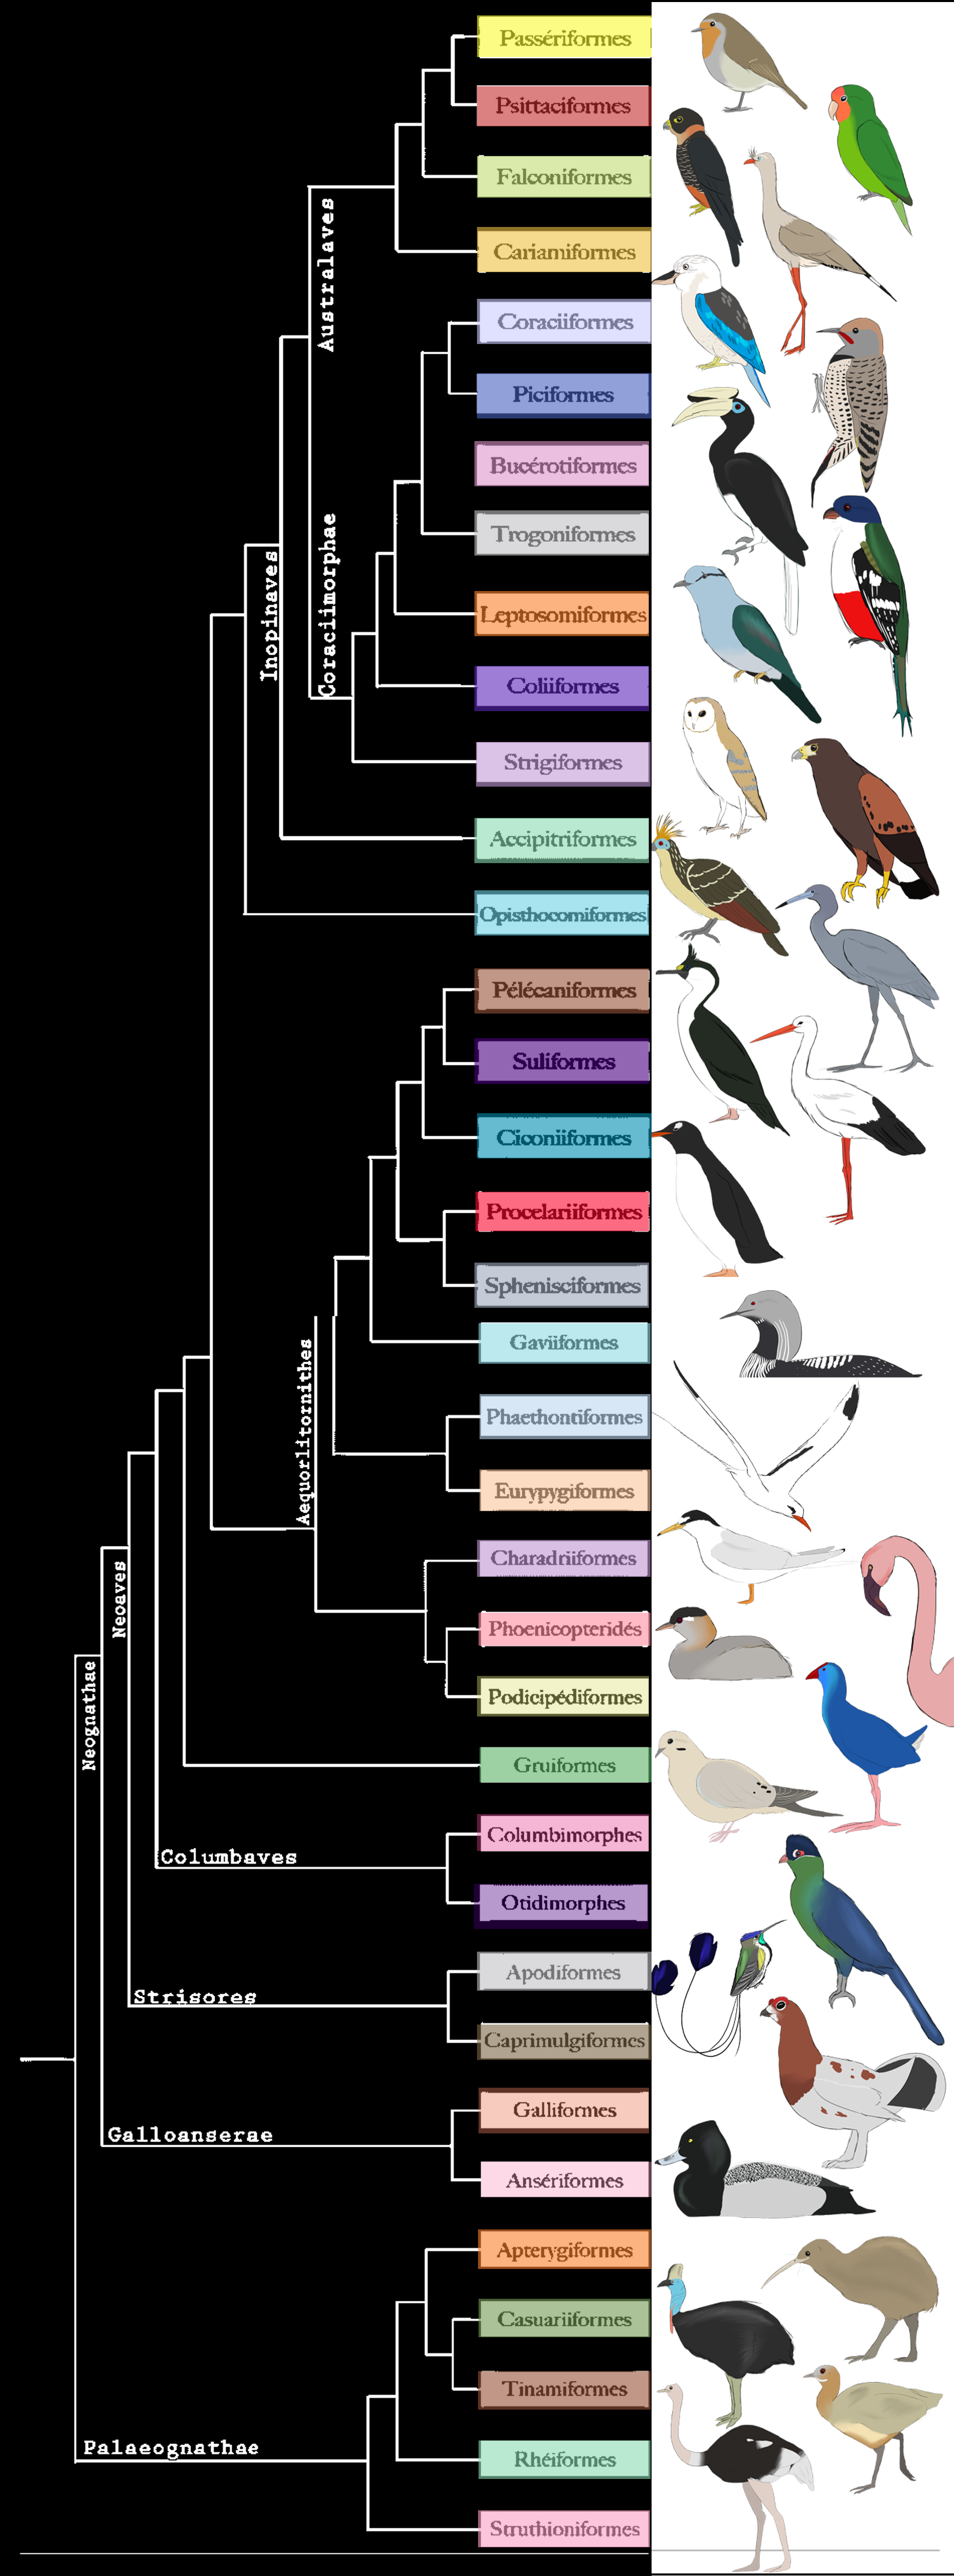 Passériformes
Psittaciformes
Falconiformes
Cariamiformes
Australaves
Coraciiformes
Piciformes
Bucérotiformes
Trogoniformes
Leptosomiformes
Coliiformes
Strigiformes
Coraciimorphae
Inopinaves
Accipitriformes
Opisthocomiformes
Pélécaniformes
Suliformes
Ciconiiformes
Procelariiformes
Sphenisciformes
Gaviiformes
Phaethontiformes
Eurypygiformes
Aequorlitornithes
Charadriiformes
Phoenicopteridés
Podicipédiformes
Neoaves
Neognathae
Gruiformes
Columbimorphes
Columbaves
Otidimorphes
Apodiformes
Strisores
Caprimulgiformes
Galliformes
Galloanserae
Ansériformes
Apterygiformes
Casuariiformes
Tinamiformes
Palaeognathae
Rhéiformes
Struthioniformes